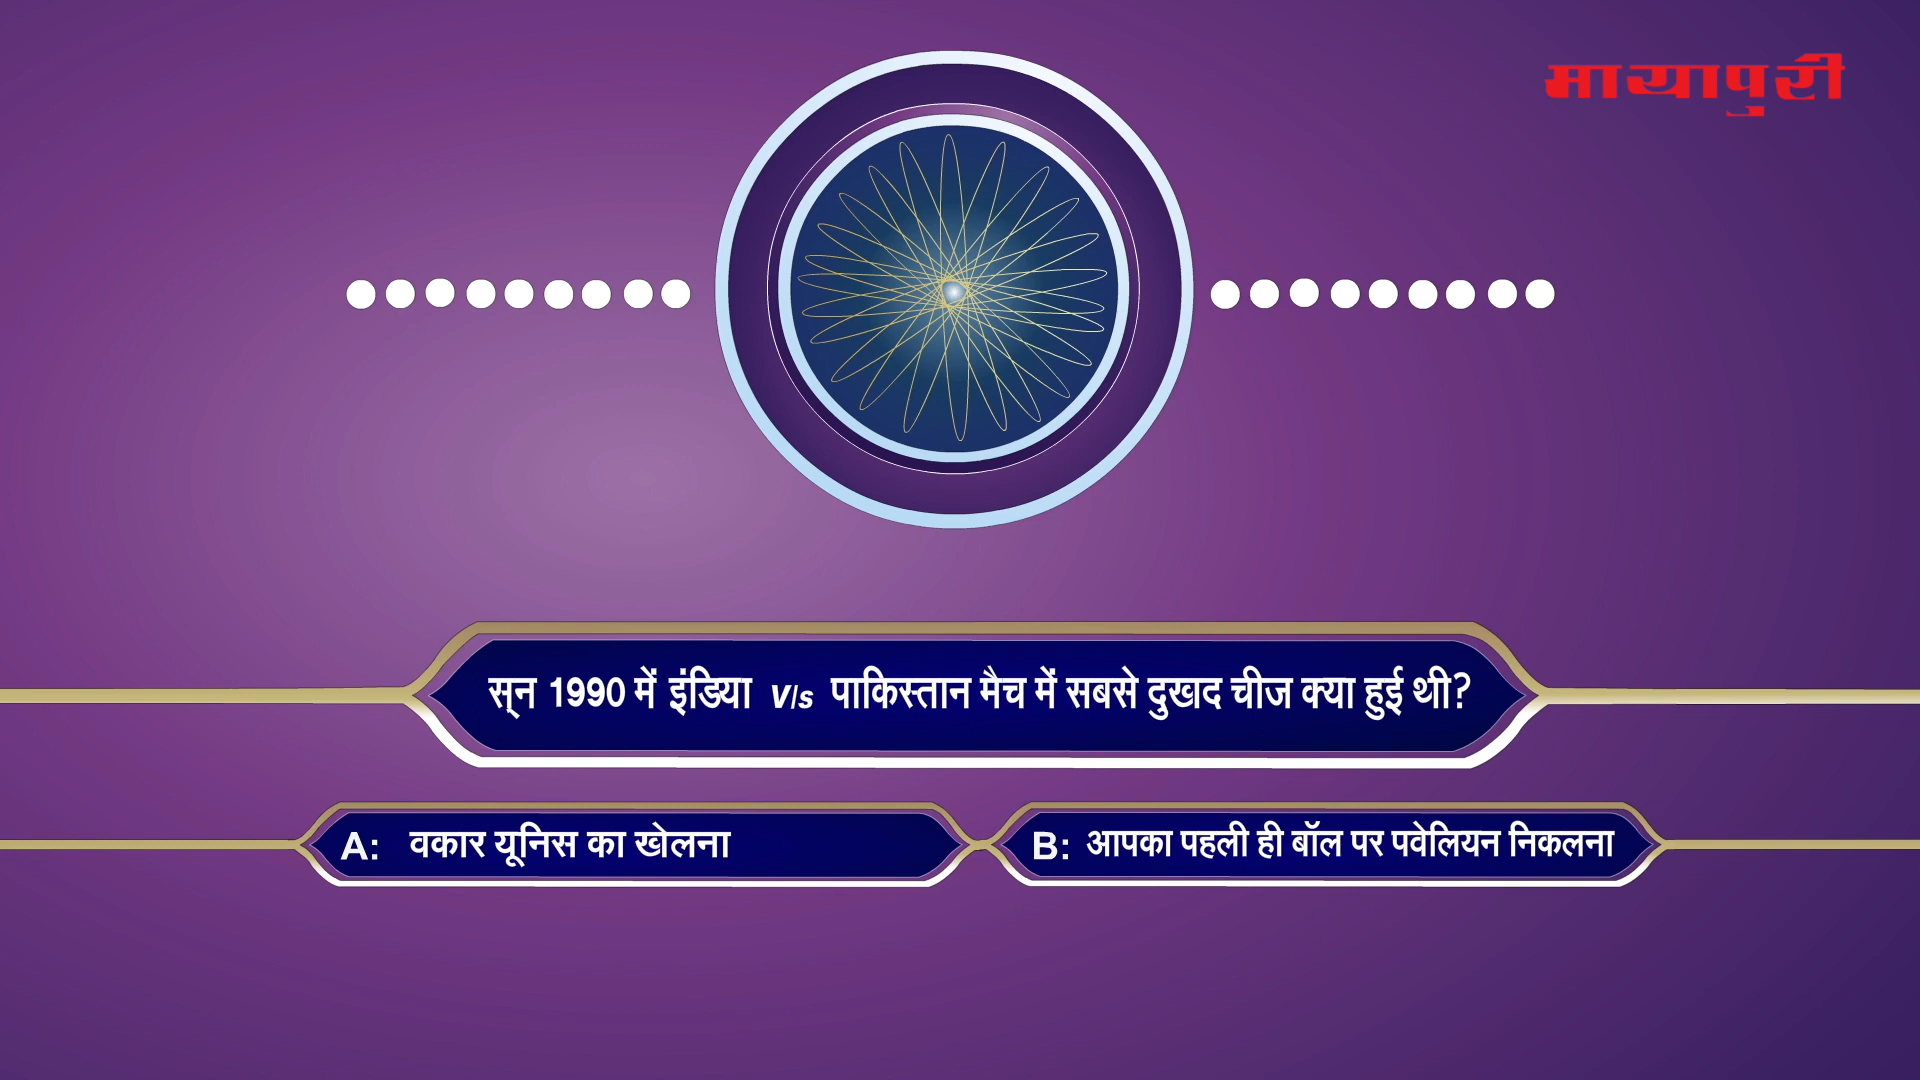 मायापुरी
स्‌न 1990 में इंडिया V/s पाकिस्तान मैच में सबसे दुखद चीज क्या हुई थी?
A: वकार यूनिस का खेलना
B: आपका पहली ही बॉल पर पवेलियन निकलना